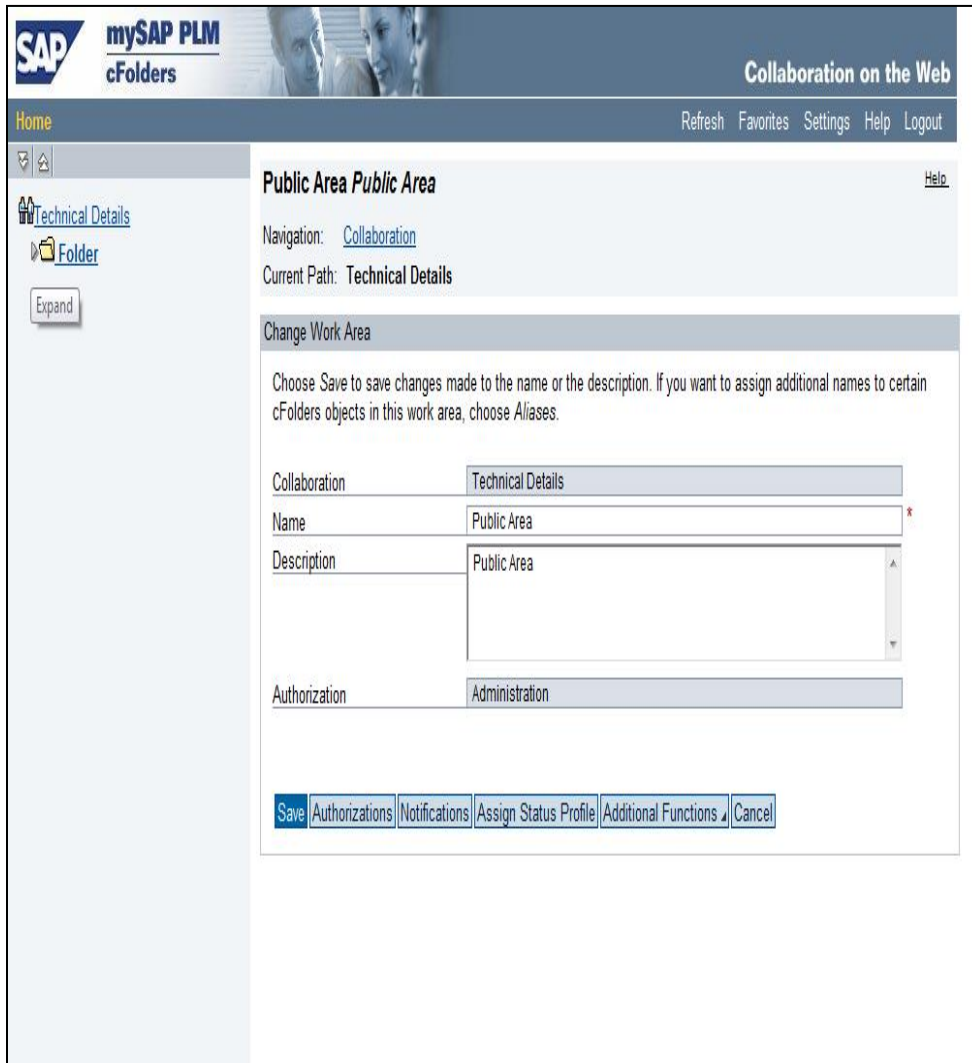 SAP
mySAP PLM
cFolders
Collaboration on the Web
Home
Refresh Favorites Settings Help Logout
Technical Details
Folder
Expand
Public Area Public Area
Help
Navigation: Collaboration
Current Path: Technical Details
Change Work Area
Choose Save to save changes made to the name or the description. If you want to assign additional names to certain
cFolders objects in this work area, choose Aliases.
Collaboration Technical Details
Name Public Area *
Description Public Area
Authorization Administration
Save Authorizations Notifications Assign Status Profile Additional Functions Cancel